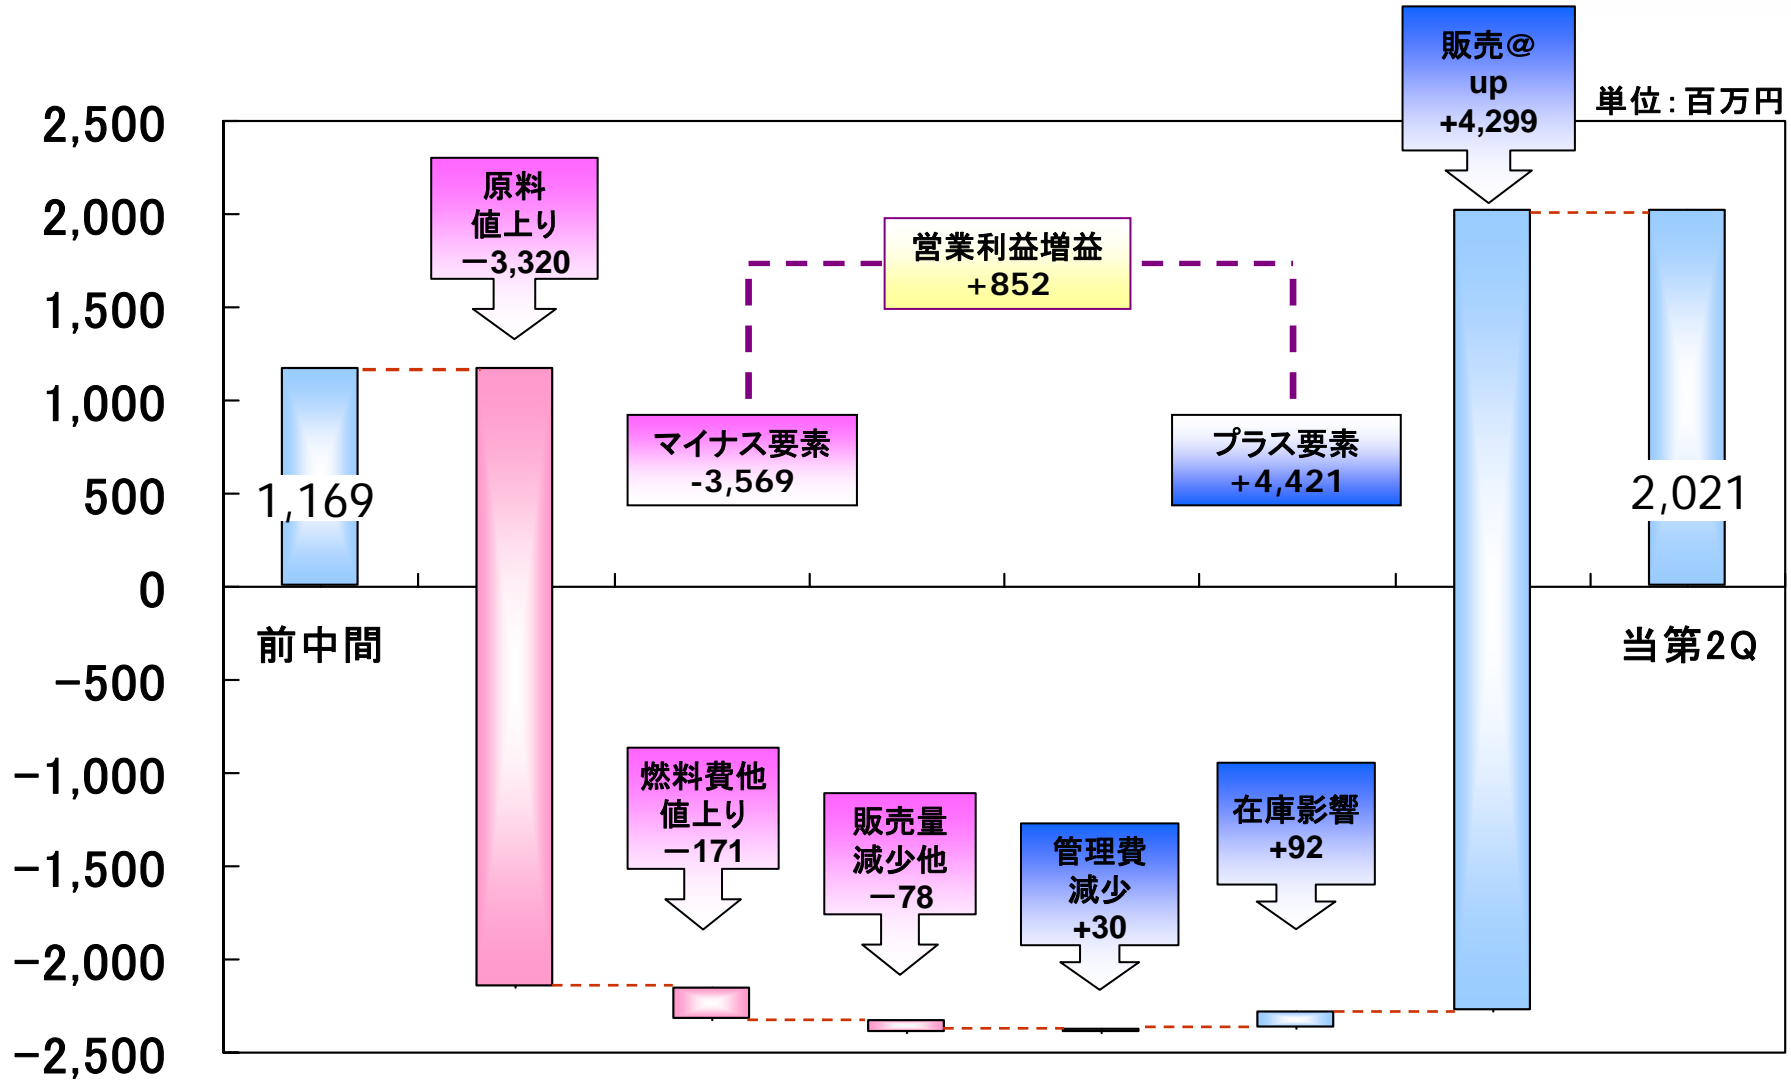 単位：百万円
販売＠
up
+4,299
2,500
2,000
1,500
1,000
500
0
−500
−1,000
−1,500
−2,000
−2,500
原料
値上り
－3,320
営業利益増益
+852
マイナス要素
-3,569
プラス要素
+4,421
1,169
2,021
前中間
当第2Q
燃料費他
値上り
－171
販売量
減少他
－78
管理費
減少
+30
在庫影響
+92